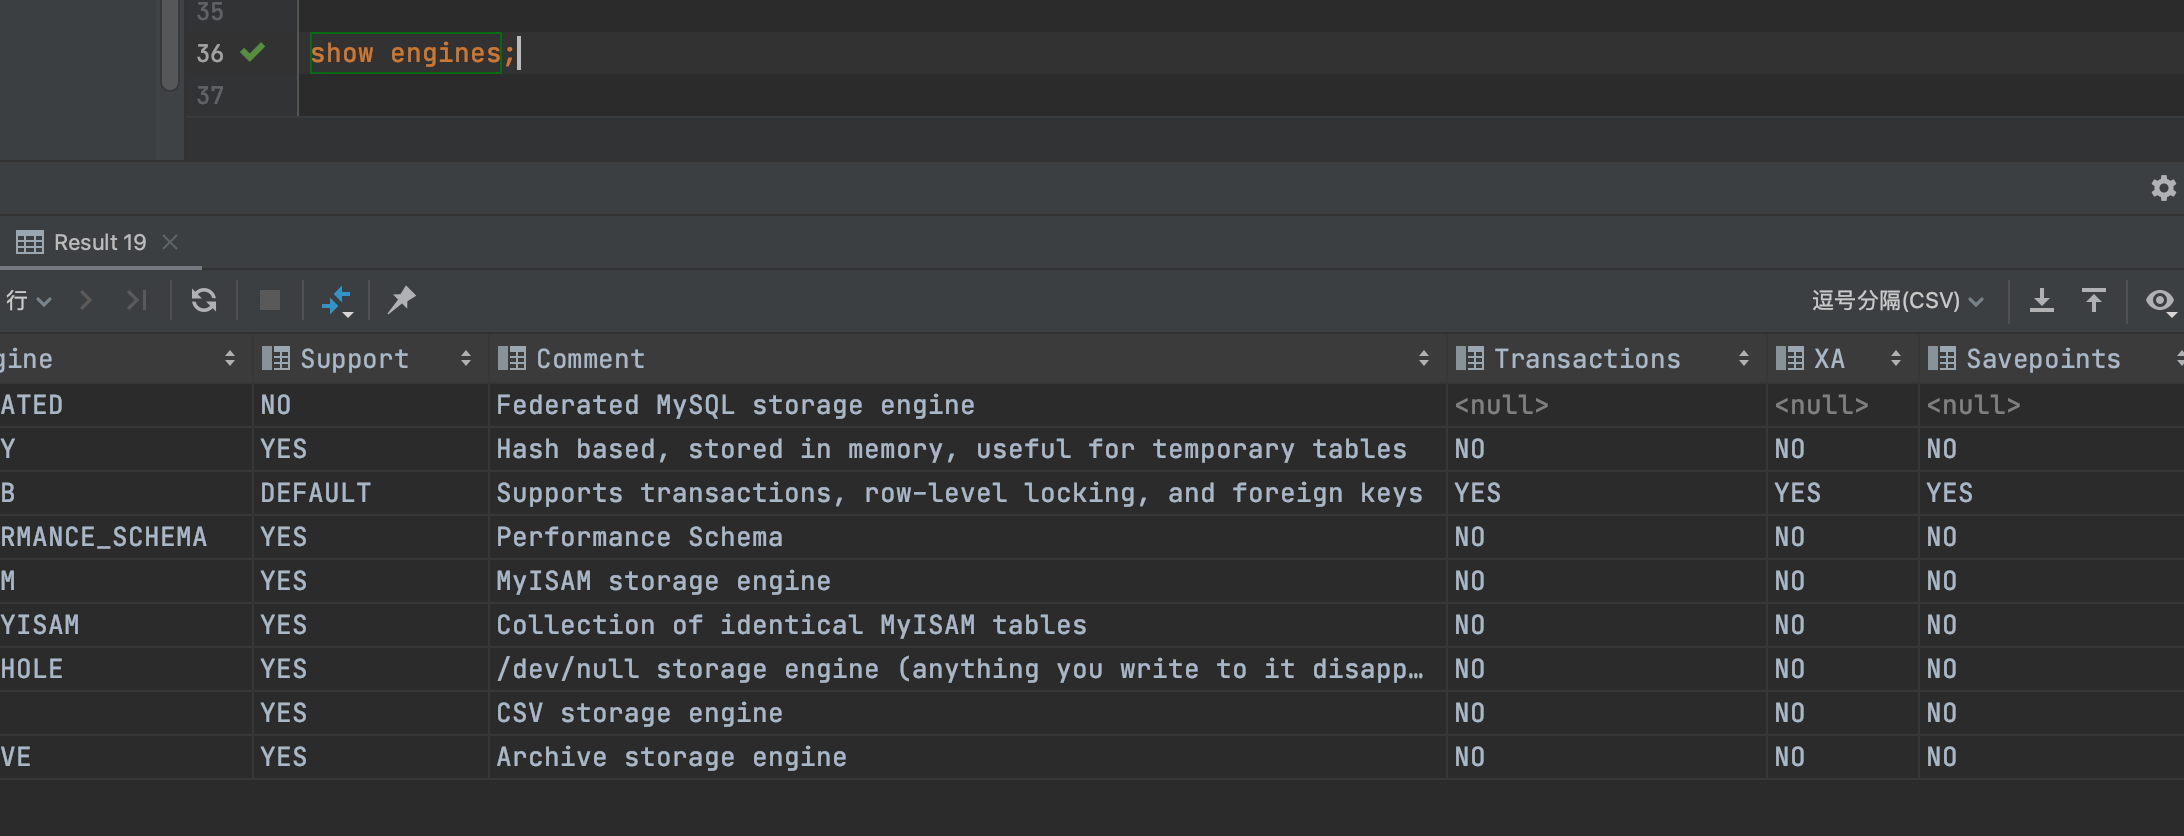 35
36 show engines;
37
Result 19
行 逗号分隔(CSV)
gine Support Comment Transactions XA Savepoints
ATED NO Federated MySQL storage engine <null> <null> <null>
Y YES Hash based, stored in memory, useful for temporary tables NO NO NO
B DEFAULT Supports transactions, row-level locking, and foreign keys YES YES YES
RMANCE_SCHEMA YES Performance Schema NO NO NO
M YES MyISAM storage engine NO NO NO
YISAM YES Collection of identical MyISAM tables NO NO NO
HOLE YES /dev/null storage engine (anything you write to it disapp… NO NO NO
YES CSV storage engine NO NO NO
VE YES Archive storage engine NO NO NO